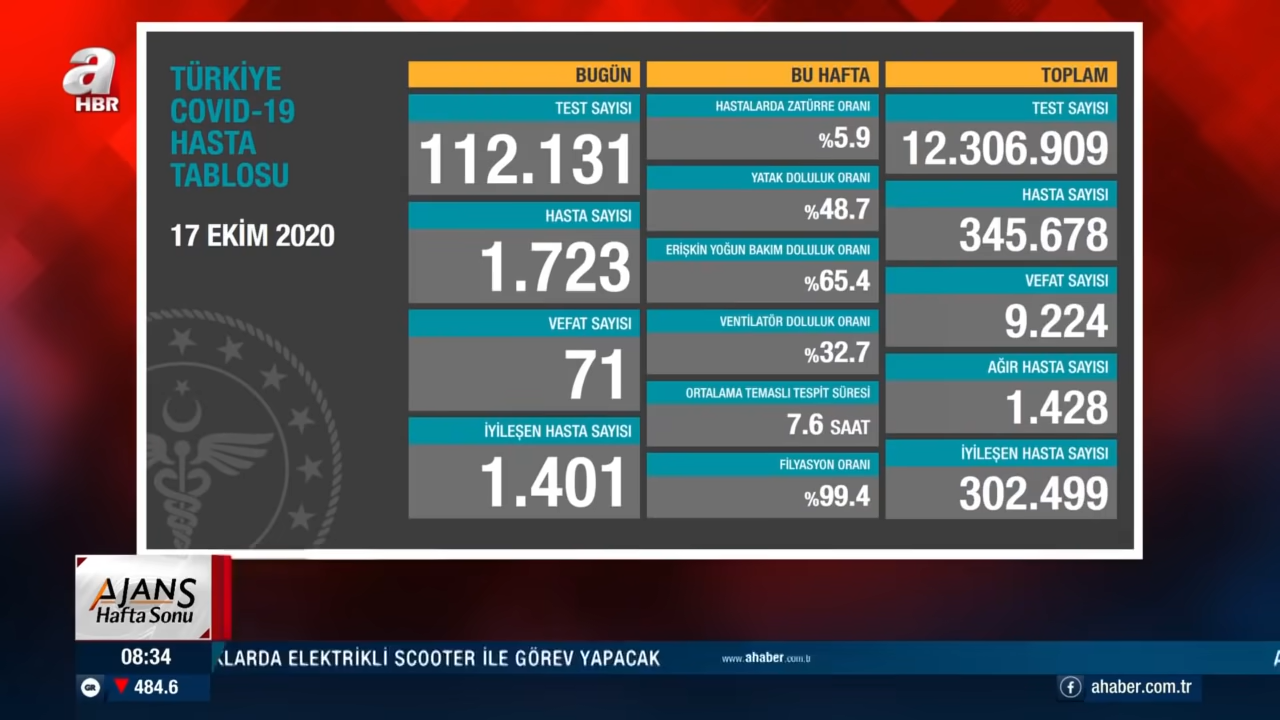 a
HBR
TÜRKİYE
COVID-19
HASTA
TABLOSU
17 EKİM 2020
BUGÜN
TEST SAYISI
112.131
HASTA SAYISI
1.723
VEFAT SAYISI
71
İYİLEŞEN HASTA SAYISI
1.401
BU HAFTA
HASTALARDA ZATÜRRE ORANI
%5.9
YATAK DOLULUK ORANI
%48.7
ERİŞKİN YOĞUN BAKIM DOLULUK ORANI
%65.4
VENTİLATÖR DOLULUK ORANI
%32.7
ORTALAMA TEMASLI TESPİT SÜRESİ
7.6 SAAT
FİLYASYON ORANI
%99.4
TOPLAM
TEST SAYISI
12.306.909
HASTA SAYISI
345.678
VEFAT SAYISI
9.224
AĞIR HASTA SAYISI
1.428
İYİLEŞEN HASTA SAYISI
302.499
AJANS
Hafta Sonu
08:34
KLARDA ELEKTRİKLİ SCOOTER İLE GÖREV YAPACAK
www.ahaber.com.tr
GR 484.6
ahaber.com.tr